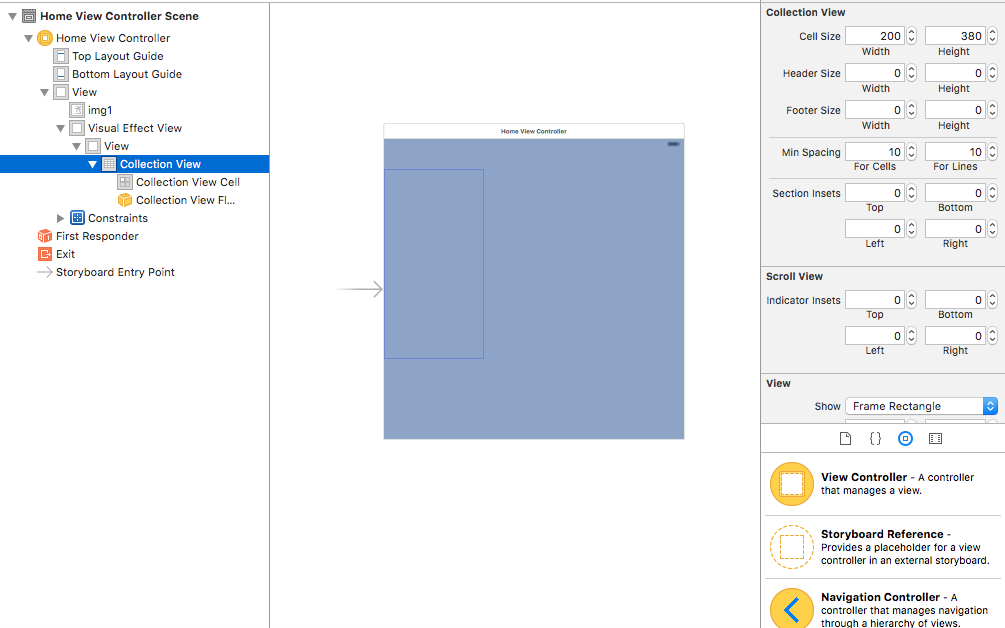 Home View Controller Scene
Home View Controller
Top Layout Guide
Bottom Layout Guide
View
img1
Visual Effect View
View
Collection View
Collection View Cell
Collection View Fl...
Constraints
First Responder
Exit
Storyboard Entry Point
Home View Controller
Collection View
Cell Size 200 380
Width Height
Header Size 0 0
Width Height
Footer Size 0 0
Width Height
Min Spacing 10 10
For Cells For Lines
Section Insets 0 0
Top Bottom
0 0
Left Right
Scroll View
Indicator Insets 0 0
Top Bottom
0 0
Left Right
View
Show Frame Rectangle
View Controller - A controller
that manages a view.
Storyboard Reference -
Provides a placeholder for a view
controller in an external storyboard.
Navigation Controller - A
controller that manages navigation
through a hierarchy of views.